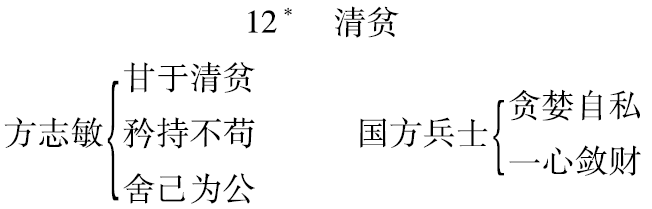 12* 清贫
甘于清贫
方志敏 矜持不苟
舍己为公
贪婪自私
国方兵士
一心敛财